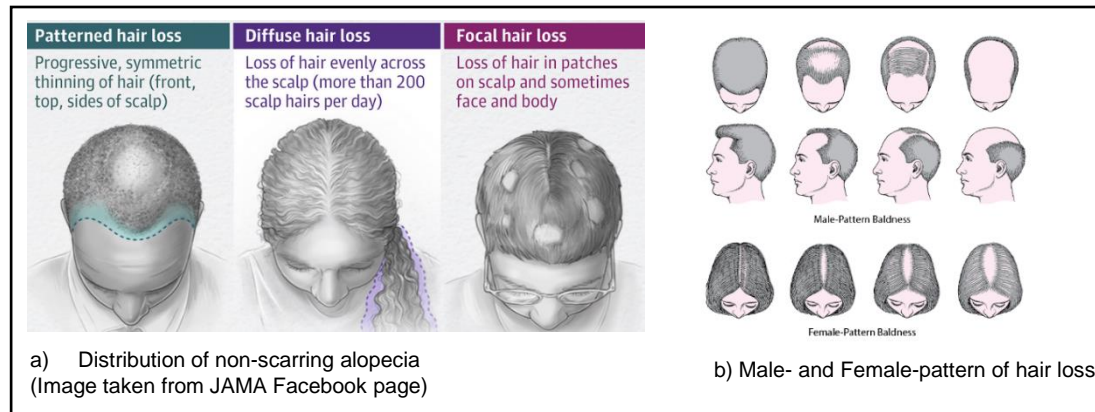 Patterned hair loss
Progressive, symmetric
thinning of hair (front,
top, sides of scalp)
Diffuse hair loss
Loss of hair evenly across
the scalp (more than 200
scalp hairs per day)
Focal hair loss
Loss of hair in patches
on scalp and sometimes
face and body
a) Distribution of non-scarring alopecia
(Image taken from JAMA Facebook page)
Male-Pattern Baldness
Female-Pattern Baldness
b) Male- and Female-pattern of hair loss